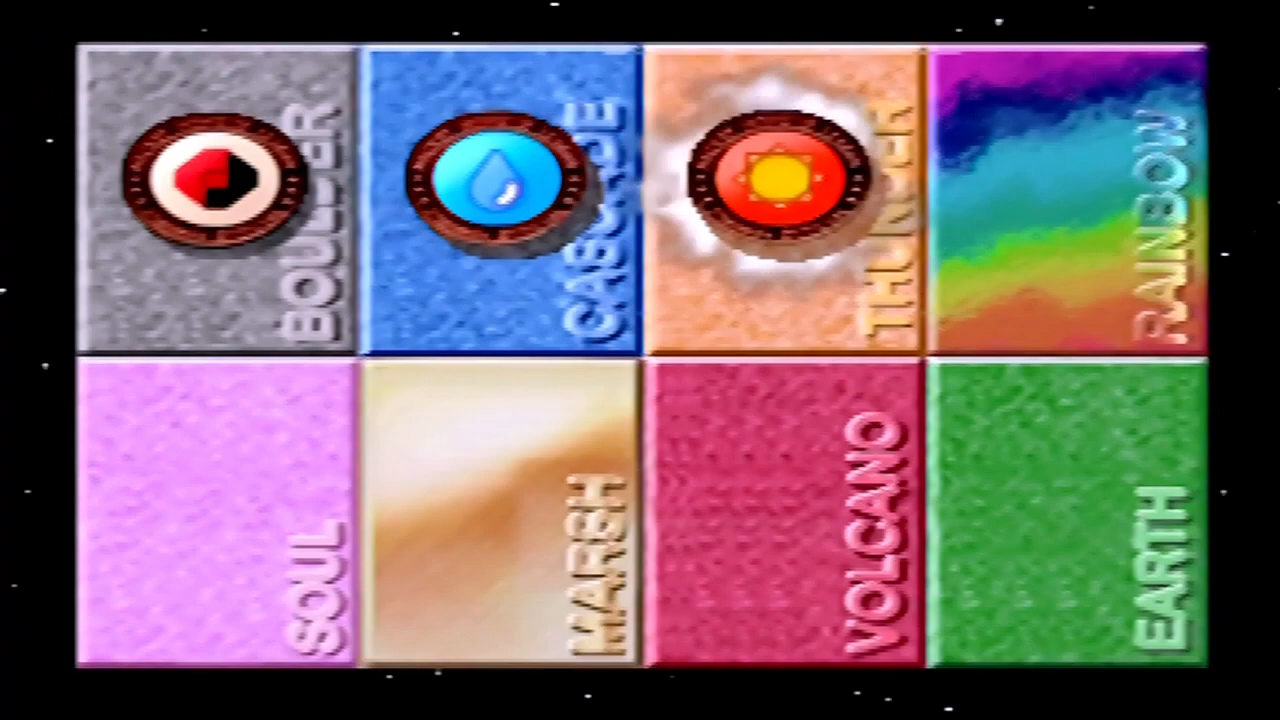 BOULDER
CASCADE
THUNDER
RAINBOW
SOUL
MARSH
VOLCANO
EARTH